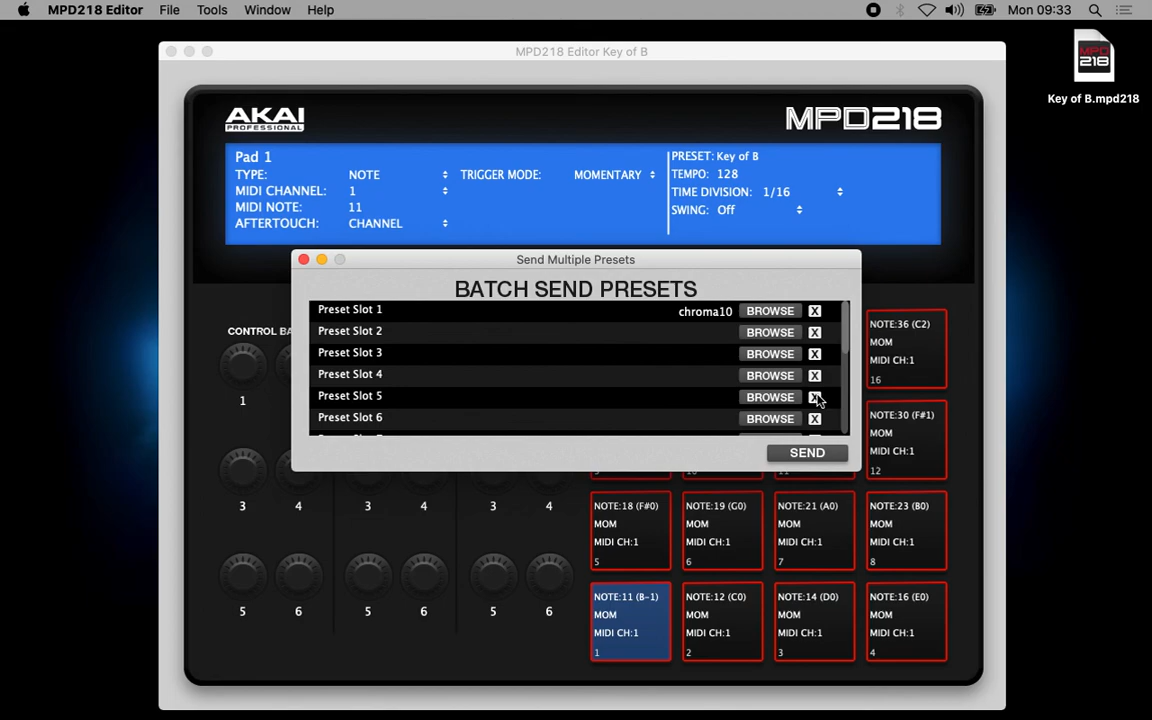 MPD218 Editor File Tools Window Help Mon 09:33
MPD218 Editor Key of B
MPD 218
Key of B.mpd218
AKAI PROFESSIONAL
MPD218
Pad 1
TYPE: NOTE TRIGGER MODE: MOMENTARY
MIDI CHANNEL: 1
MIDI NOTE: 11
AFTERTOUCH: CHANNEL
PRESET: Key of B
TEMPO: 128
TIME DIVISION: 1/16
SWING: Off
Send Multiple Presets
BATCH SEND PRESETS
Preset Slot 1 chroma10 BROWSE X
Preset Slot 2 BROWSE X
Preset Slot 3 BROWSE X
Preset Slot 4 BROWSE X
Preset Slot 5 BROWSE X
Preset Slot 6 BROWSE X
SEND
CONTROL BA
1
3 4 3 4 3 4
5 6 5 6 5 6
NOTE:36 (C2)
MOM
MIDI CH:1
16
NOTE:30 (F#1)
MOM
MIDI CH:1
12
NOTE:18 (F#0)
MOM
MIDI CH:1
5
NOTE:19 (G0)
MOM
MIDI CH:1
6
NOTE:21 (A0)
MOM
MIDI CH:1
7
NOTE:23 (B0)
MOM
MIDI CH:1
8
NOTE:11 (B-1)
MOM
MIDI CH:1
1
NOTE:12 (C0)
MOM
MIDI CH:1
2
NOTE:14 (D0)
MOM
MIDI CH:1
3
NOTE:16 (E0)
MOM
MIDI CH:1
4